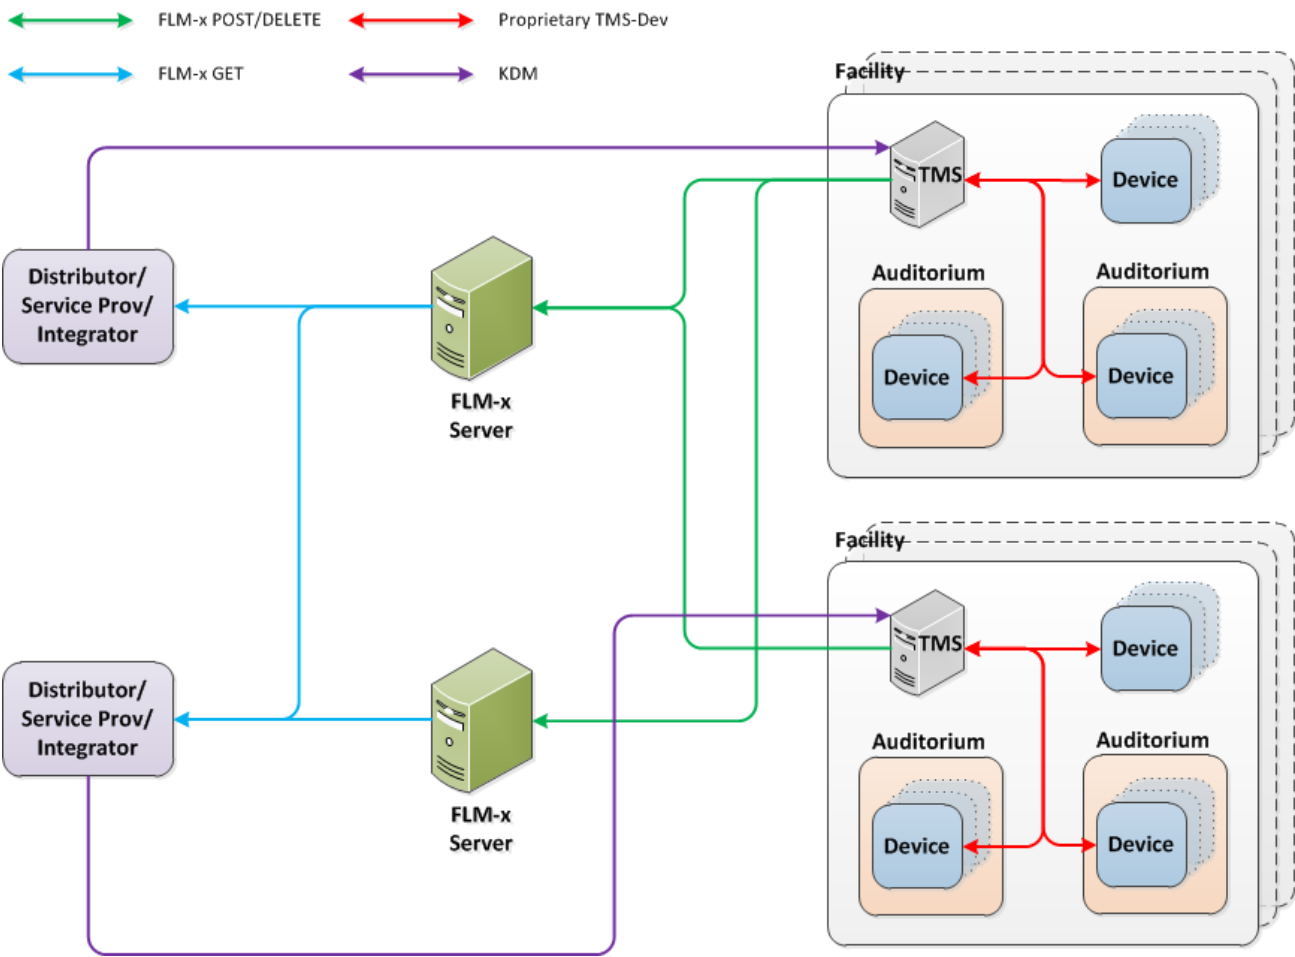 FLM-x POST/DELETE
Proprietary TMS-Dev
FLM-x GET
KDM
Facility
TMS
Device
Auditorium
Auditorium
Device
Device
Distributor/
Service Prov/
Integrator
FLM-x
Server
Facility
TMS
Device
Auditorium
Auditorium
Device
Device
Distributor/
Service Prov/
Integrator
FLM-x
Server